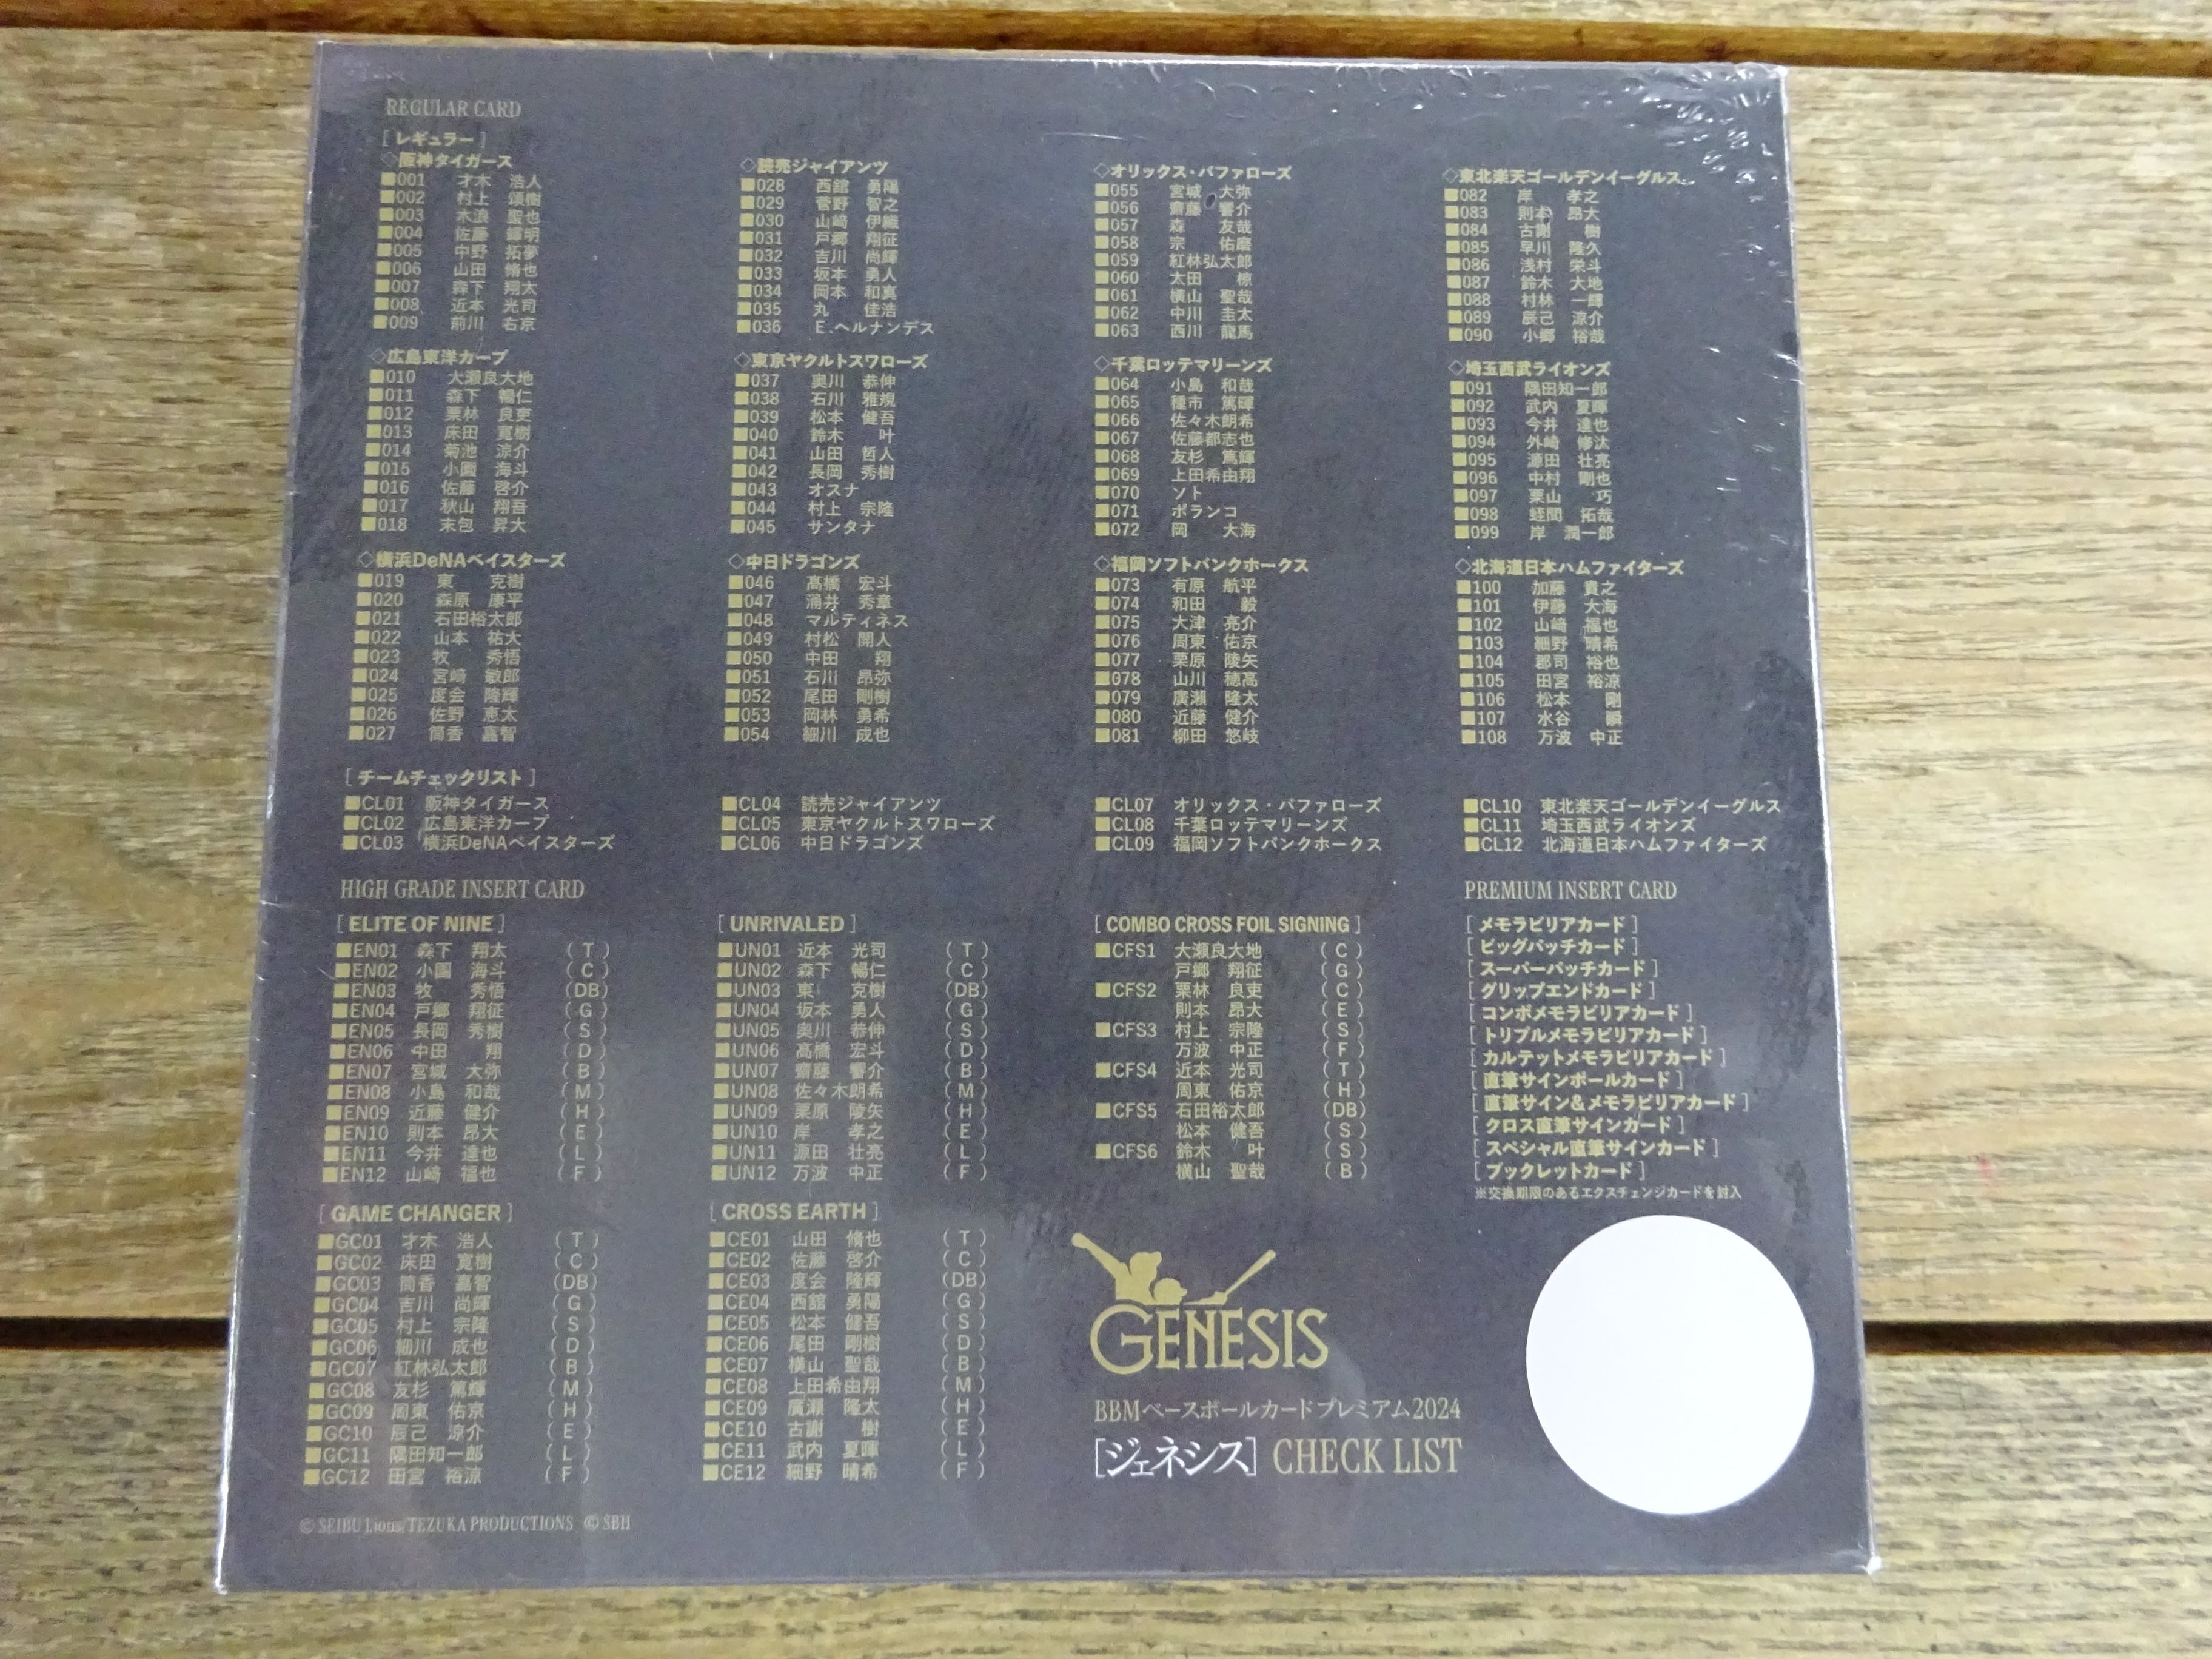 REGULAR CARD
[ レギュラー ]
◇阪神タイガース
■001 才木 浩人
■002 村上 頌樹
■003 木浪 聖也
■004 佐藤 輝明
■005 中野 拓夢
■006 山田 脩也
■007 森下 翔太
■008 近本 光司
■009 前川 右京
◇広島東洋カープ
■010 大瀬良大地
■011 森下 暢仁
■012 栗林 良吏
■013 床田 寛樹
■014 菊池 涼介
■015 小園 海斗
■016 佐藤 啓介
■017 秋山 翔吾
■018 末包 昇大
◇横浜DeNAベイスターズ
■019 東 克樹
■020 森原 康平
■021 石田裕太郎
■022 山本 祐大
■023 牧 秀悟
■024 宮﨑 敏郎
■025 度会 隆輝
■026 佐野 恵太
■027 筒香 嘉智
◇読売ジャイアンツ
■028 西舘 勇陽
■029 菅野 智之
■030 山﨑 伊織
■031 戸郷 翔征
■032 吉川 尚輝
■033 坂本 勇人
■034 岡本 和真
■035 丸 佳浩
■036 E.ヘルナンデス
◇東京ヤクルトスワローズ
■037 奥川 恭伸
■038 石川 雅規
■039 松本 健吾
■040 鈴木 叶
■041 山田 哲人
■042 長岡 秀樹
■043 オスナ
■044 村上 宗隆
■045 サンタナ
◇中日ドラゴンズ
■046 髙橋 宏斗
■047 涌井 秀章
■048 マルティネス
■049 村松 開人
■050 中田 翔
■051 石川 昂弥
■052 尾田 剛樹
■053 岡林 勇希
■054 細川 成也
◇オリックス・バファローズ
■055 宮城 大弥
■056 齋藤 響介
■057 森 友哉
■058 宗 佑磨
■059 紅林弘太郎
■060 太田 椋
■061 横山 聖哉
■062 中川 圭太
■063 西川 龍馬
◇千葉ロッテマリーンズ
■064 小島 和哉
■065 種市 篤暉
■066 佐々木朗希
■067 佐藤都志也
■068 友杉 篤輝
■069 上田希由翔
■070 ソト
■071 ポランコ
■072 岡 大海
◇福岡ソフトバンクホークス
■073 有原 航平
■074 和田 毅
■075 大津 亮介
■076 周東 佑京
■077 栗原 陵矢
■078 山川 穂高
■079 廣瀨 隆太
■080 近藤 健介
■081 柳田 悠岐
◇東北楽天ゴールデンイーグルス
■082 岸 孝之
■083 則本 昂大
■084 古謝 樹
■085 早川 隆久
■086 浅村 栄斗
■087 鈴木 大地
■088 村林 一輝
■089 辰己 涼介
■090 小郷 裕哉
◇埼玉西武ライオンズ
■091 隅田知一郎
■092 武内 夏暉
■093 今井 達也
■094 外崎 修汰
■095 源田 壮亮
■096 中村 剛也
■097 栗山 巧
■098 蛭間 拓哉
■099 岸 潤一郎
◇北海道日本ハムファイターズ
■100 加藤 貴之
■101 伊藤 大海
■102 山﨑 福也
■103 細野 晴希
■104 郡司 裕也
■105 田宮 裕涼
■106 松本 剛
■107 水谷 瞬
■108 万波 中正
[ チームチェックリスト ]
■CL01 阪神タイガース
■CL02 広島東洋カープ
■CL03 横浜DeNAベイスターズ
■CL04 読売ジャイアンツ
■CL05 東京ヤクルトスワローズ
■CL06 中日ドラゴンズ
■CL07 オリックス・バファローズ
■CL08 千葉ロッテマリーンズ
■CL09 福岡ソフトバンクホークス
■CL10 東北楽天ゴールデンイーグルス
■CL11 埼玉西武ライオンズ
■CL12 北海道日本ハムファイターズ
HIGH GRADE INSERT CARD
[ ELITE OF NINE ]
■EN01 森下 翔太 ( T )
■EN02 小園 海斗 ( C )
■EN03 牧 秀悟 (DB)
■EN04 戸郷 翔征 ( G )
■EN05 長岡 秀樹 ( S )
■EN06 中田 翔 ( D )
■EN07 宮城 大弥 ( B )
■EN08 小島 和哉 ( M )
■EN09 近藤 健介 ( H )
■EN10 則本 昂大 ( E )
■EN11 今井 達也 ( L )
■EN12 山﨑 福也 ( F )
[ GAME CHANGER ]
■GC01 才木 浩人 ( T )
■GC02 床田 寛樹 ( C )
■GC03 筒香 嘉智 (DB)
■GC04 吉川 尚輝 ( G )
■GC05 村上 宗隆 ( S )
■GC06 細川 成也 ( D )
■GC07 紅林弘太郎 ( B )
■GC08 友杉 篤輝 ( M )
■GC09 周東 佑京 ( H )
■GC10 辰己 涼介 ( E )
■GC11 隅田知一郎 ( L )
■GC12 田宮 裕涼 ( F )
[ UNRIVALED ]
■UN01 近本 光司 ( T )
■UN02 森下 暢仁 ( C )
■UN03 東 克樹 (DB)
■UN04 坂本 勇人 ( G )
■UN05 奥川 恭伸 ( S )
■UN06 髙橋 宏斗 ( D )
■UN07 齋藤 響介 ( B )
■UN08 佐々木朗希 ( M )
■UN09 栗原 陵矢 ( H )
■UN10 岸 孝之 ( E )
■UN11 源田 壮亮 ( L )
■UN12 万波 中正 ( F )
[ CROSS EARTH ]
■CE01 山田 脩也 ( T )
■CE02 佐藤 啓介 ( C )
■CE03 度会 隆輝 (DB)
■CE04 西舘 勇陽 ( G )
■CE05 松本 健吾 ( S )
■CE06 尾田 剛樹 ( D )
■CE07 横山 聖哉 ( B )
■CE08 上田希由翔 ( M )
■CE09 廣瀨 隆太 ( H )
■CE10 古謝 樹 ( E )
■CE11 武内 夏暉 ( L )
■CE12 細野 晴希 ( F )
[ COMBO CROSS FOIL SIGNING ]
■CFS1 大瀬良大地 ( C )
戸郷 翔征 ( G )
■CFS2 栗林 良吏 ( C )
則本 昂大 ( E )
■CFS3 村上 宗隆 ( S )
万波 中正 ( F )
■CFS4 近本 光司 ( T )
周東 佑京 ( H )
■CFS5 石田裕太郎 (DB)
松本 健吾 ( S )
■CFS6 鈴木 叶 ( S )
横山 聖哉 ( B )
PREMIUM INSERT CARD
[ メモラビリアカード ]
[ ビッグパッチカード ]
[ スーパーパッチカード ]
[ グリップエンドカード ]
[ コンボメモラビリアカード ]
[ トリプルメモラビリアカード ]
[ カルテットメモラビリアカード ]
[ 直筆サインボールカード ]
[ 直筆サイン&メモラビリアカード ]
[ クロス直筆サインカード ]
[ スペシャル直筆サインカード ]
[ ブックレットカード ]
※交換期限のあるエクスチェンジカードを封入
GENESIS
BBMベースボールカードプレミアム2024
[ジェネシス] CHECK LIST
© SEIBU Lions/TEZUKA PRODUCTIONS © SBH